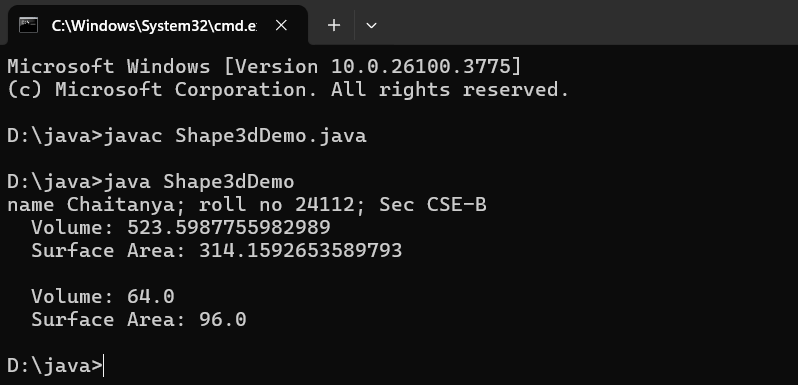 C:\Windows\System32\cmd.e
Microsoft Windows [Version 10.0.26100.3775]
(c) Microsoft Corporation. All rights reserved.
D:\java>javac Shape3dDemo.java
D:\java>java Shape3dDemo
name Chaitanya; roll no 24112; Sec CSE-B
  Volume: 523.5987755982989
  Surface Area: 314.1592653589793
  Volume: 64.0
  Surface Area: 96.0
D:\java>